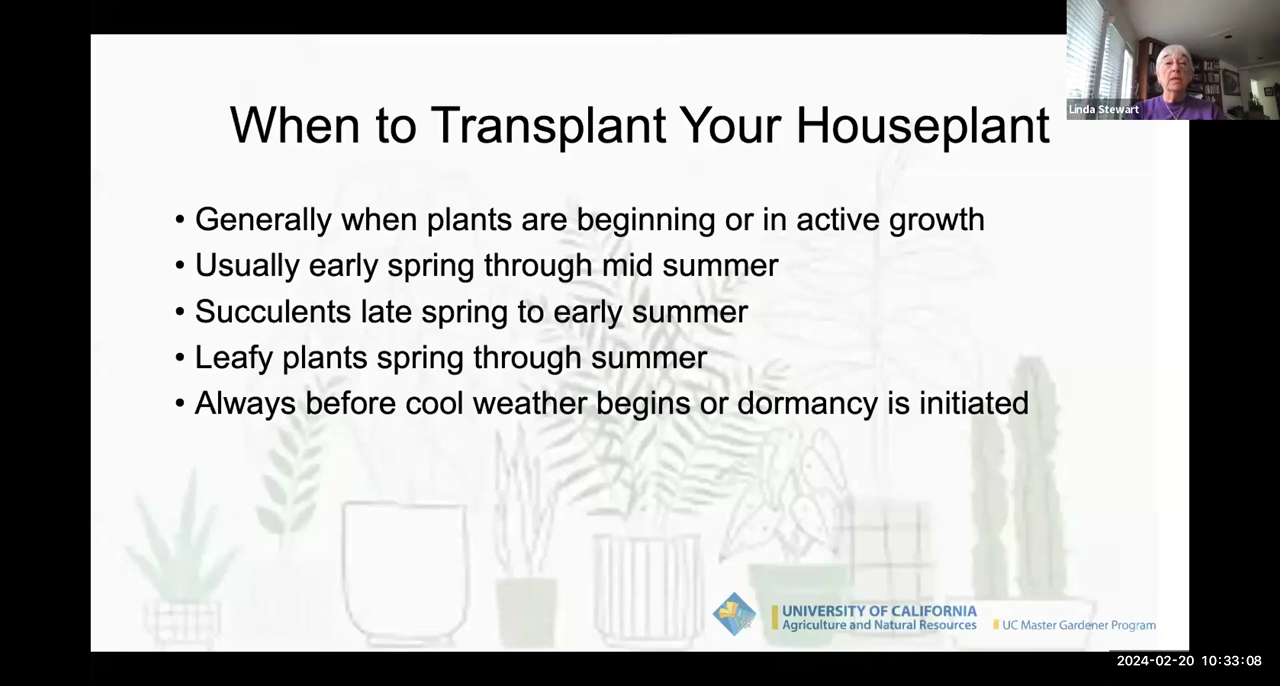 When to Transplant Your Houseplant
Linda Stewart
• Generally when plants are beginning or in active growth
• Usually early spring through mid summer
• Succulents late spring to early summer
• Leafy plants spring through summer
• Always before cool weather begins or dormancy is initiated
UNIVERSITY OF CALIFORNIA
Agriculture and Natural Resources
UC Master Gardener Program
2024-02-20 10:33:08